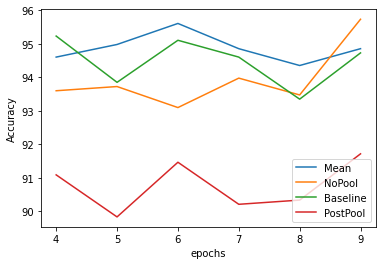 96
95
94
93
92
91
90
Accuracy
4 5 6 7 8 9
epochs
Mean
NoPool
Baseline
PostPool